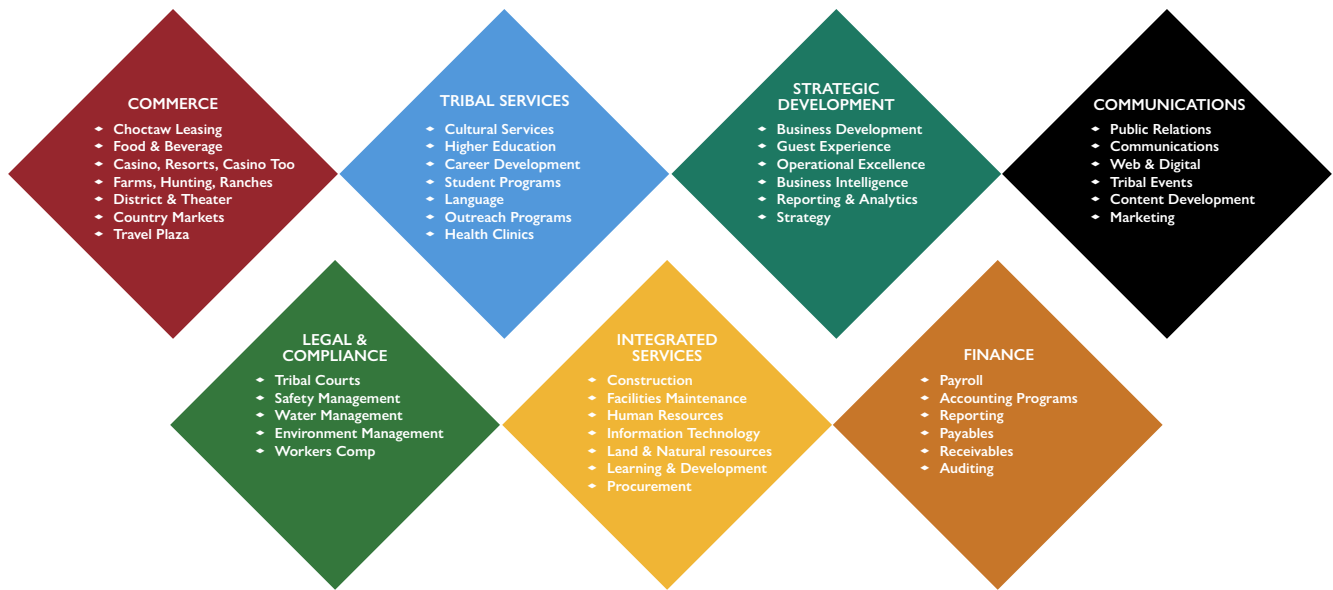 COMMERCE
Choctaw Leasing
Food & Beverage
Casino, Resorts, Casino Too
Farms, Hunting, Ranches
District & Theater
Country Markets
Travel Plaza
TRIBAL SERVICES
Cultural Services
Higher Education
Career Development
Student Programs
Language
Outreach Programs
Health Clinics
STRATEGIC
DEVELOPMENT
Business Development
Guest Experience
Operational Excellence
Business Intelligence
Reporting & Analytics
Strategy
COMMUNICATIONS
Public Relations
Communications
Web & Digital
Tribal Events
Content Development
Marketing
LEGAL &
COMPLIANCE
Tribal Courts
Safety Management
Water Management
Environment Management
Workers Comp
INTEGRATED
SERVICES
Construction
Facilities Maintenance
Human Resources
Information Technology
Land & Natural resources
Learning & Development
Procurement
FINANCE
Payroll
Accounting Programs
Reporting
Payables
Receivables
Auditing